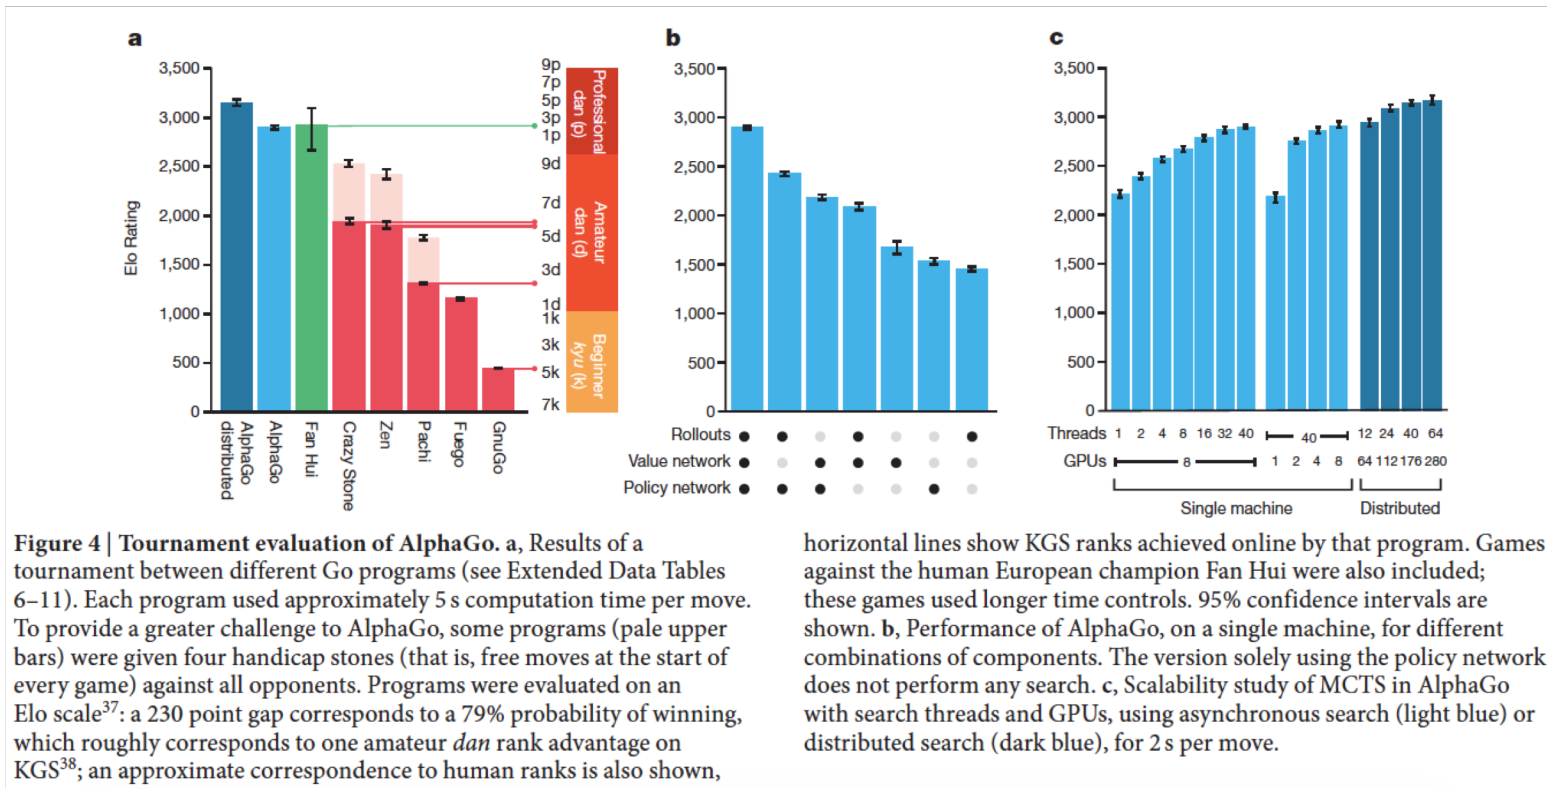 a
3,500
3,000
2,500
2,000
1,500
1,000
500
0
Elo Rating
AlphaGo distributed
AlphaGo
Fan Hui
Crazy Stone
Zen
Pachi
Fuego
GnuGo
9p
7p
5p
3p
1p
9d
7d
5d
3d
1d
1k
3k
5k
7k
Professional dan (p)
Amateur dan (d)
Beginner kyu (k)
b
3,500
3,000
2,500
2,000
1,500
1,000
500
0
Rollouts
Value network
Policy network
c
3,500
3,000
2,500
2,000
1,500
1,000
500
0
Threads 1 2 4 8 16 32 40 40 12 24 40 64
GPUs 8 1 2 4 8 64 112 176 280
Single machine Distributed
Figure 4 | Tournament evaluation of AlphaGo. a, Results of a
tournament between different Go programs (see Extended Data Tables
6–11). Each program used approximately 5 s computation time per move.
To provide a greater challenge to AlphaGo, some programs (pale upper
bars) were given four handicap stones (that is, free moves at the start of
every game) against all opponents. Programs were evaluated on an
Elo scale37: a 230 point gap corresponds to a 79% probability of winning,
which roughly corresponds to one amateur dan rank advantage on
KGS38; an approximate correspondence to human ranks is also shown,
horizontal lines show KGS ranks achieved online by that program. Games
against the human European champion Fan Hui were also included;
these games used longer time controls. 95% confidence intervals are
shown. b, Performance of AlphaGo, on a single machine, for different
combinations of components. The version solely using the policy network
does not perform any search. c, Scalability study of MCTS in AlphaGo
with search threads and GPUs, using asynchronous search (light blue) or
distributed search (dark blue), for 2 s per move.